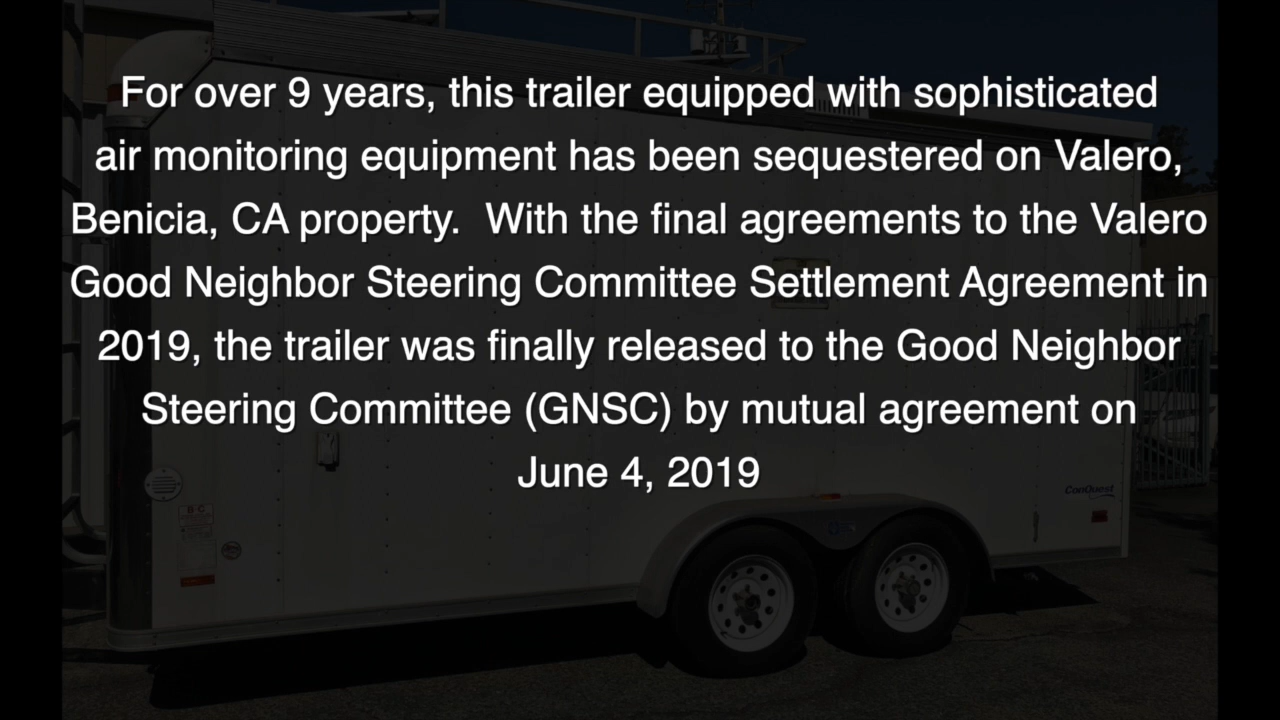 For over 9 years, this trailer equipped with sophisticated
air monitoring equipment has been sequestered on Valero,
Benicia, CA property.  With the final agreements to the Valero
Good Neighbor Steering Committee Settlement Agreement in
2019, the trailer was finally released to the Good Neighbor
Steering Committee (GNSC) by mutual agreement on
June 4, 2019
ConQuest
B C